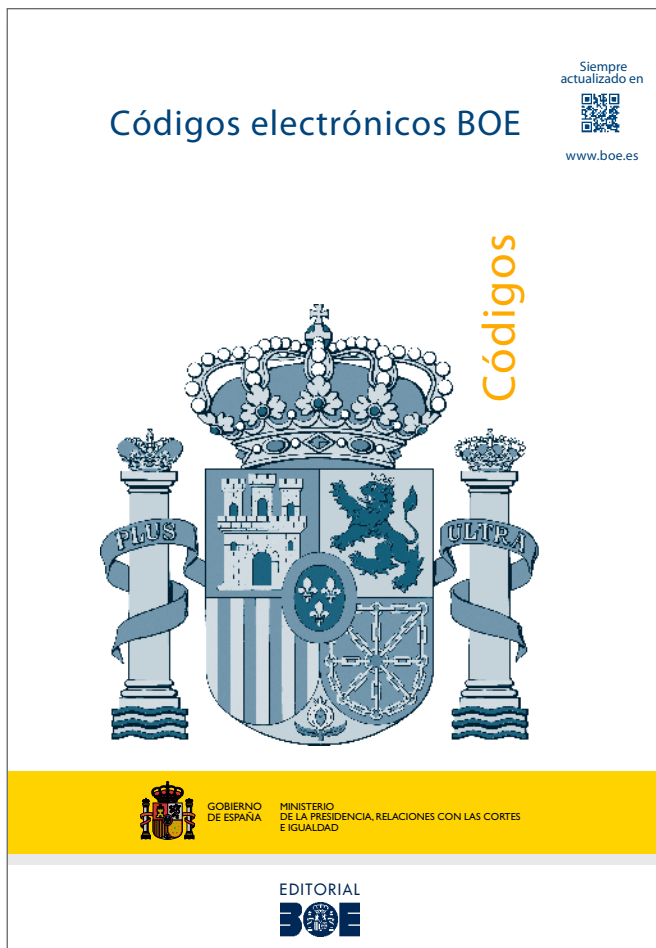 Siempre
actualizado en
Códigos electrónicos BOE
www.boe.es
Códigos
PLUS
ULTRA
GOBIERNO
DE ESPAÑA
MINISTERIO
DE LA PRESIDENCIA, RELACIONES CON LAS CORTES
E IGUALDAD
EDITORIAL
BOE